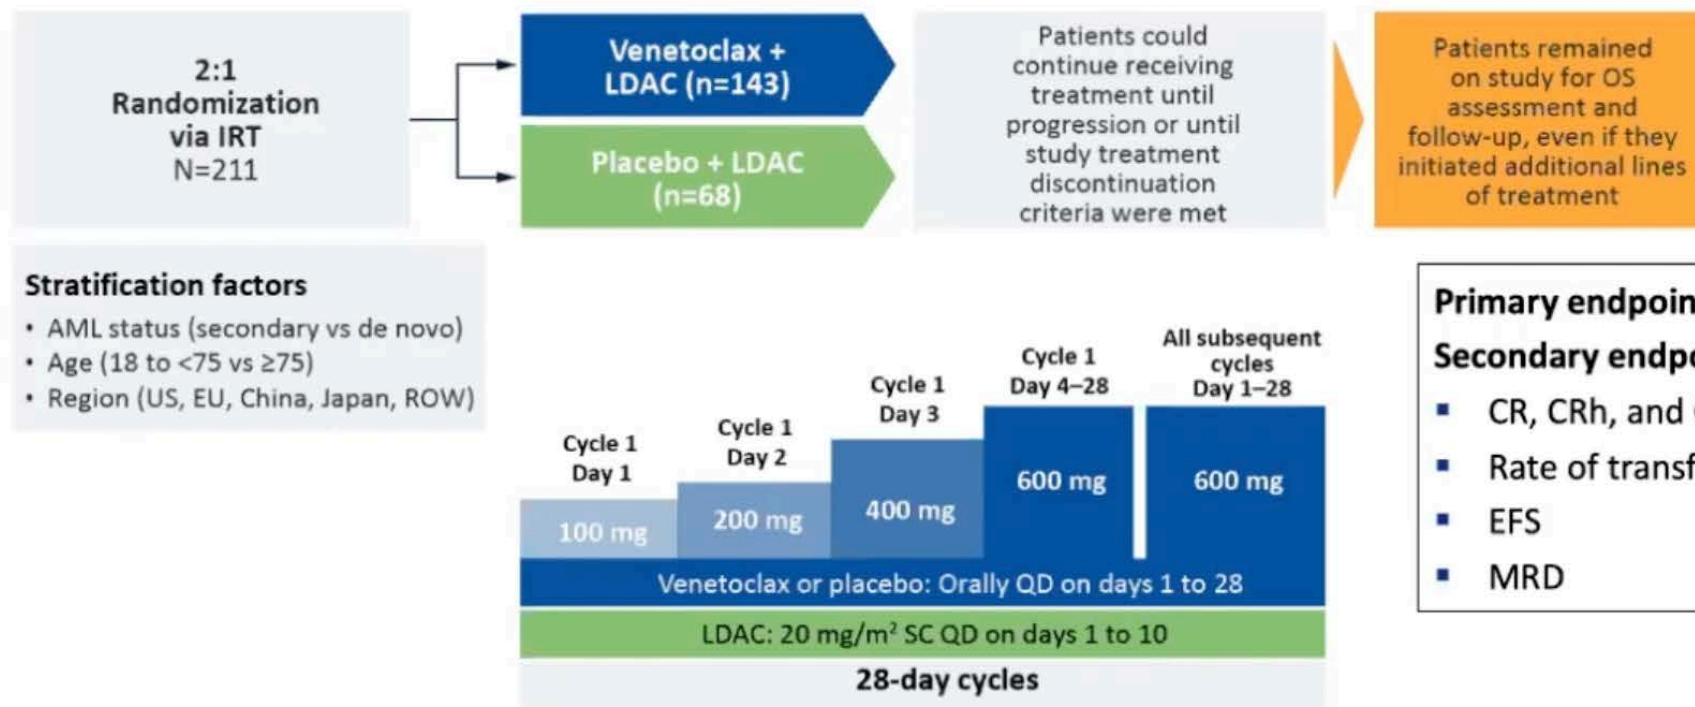 2:1
Randomization
via IRT
N=211
Venetoclax +
LDAC (n=143)
Placebo + LDAC
(n=68)
Patients could
continue receiving
treatment until
progression or until
study treatment
discontinuation
criteria were met
Patients remained
on study for OS
assessment and
follow-up, even if they
initiated additional lines
of treatment
Stratification factors
• AML status (secondary vs de novo)
• Age (18 to <75 vs ≥75)
• Region (US, EU, China, Japan, ROW)
Cycle 1
Day 1
100 mg
Cycle 1
Day 2
200 mg
Cycle 1
Day 3
400 mg
Cycle 1
Day 4–28
600 mg
All subsequent
cycles
Day 1–28
600 mg
Venetoclax or placebo: Orally QD on days 1 to 28
LDAC: 20 mg/m² SC QD on days 1 to 10
28-day cycles
Primary
Secondary
▪ CR, CRh, and
▪ Rate of
▪ EFS
▪ MRD